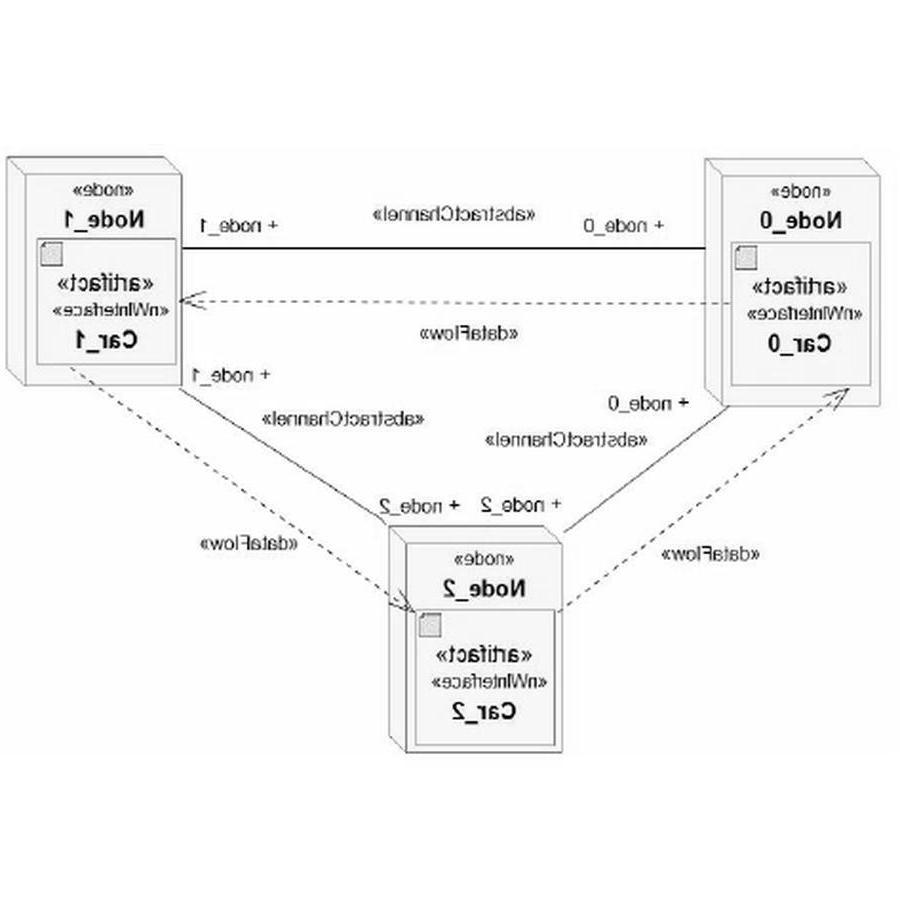 «node»
Node_0
«artifact»
«nWInterface»
Car_0
+ node_0
«abstractChannel»
+ node_1
«node»
Node_1
«artifact»
«nWInterface»
Car_1
«dataFlow»
+ node_0
+ node_1
«abstractChannel»
«abstractChannel»
+ node_2
+ node_2
«dataFlow»
«dataFlow»
«node»
Node_2
«artifact»
«nWInterface»
Car_2